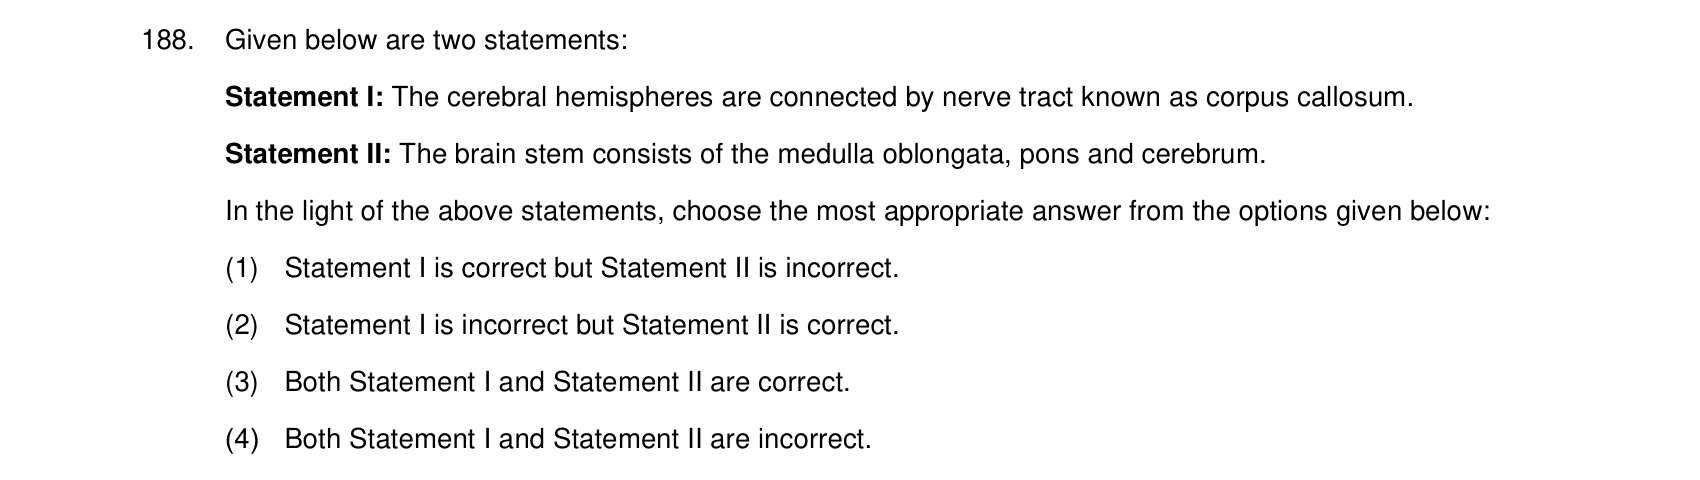 188. Given below are two statements:
Statement I: The cerebral hemispheres are connected by nerve tract known as corpus callosum.
Statement II: The brain stem consists of the medulla oblongata, pons and cerebrum.
In the light of the above statements, choose the most appropriate answer from the options given below:
(1) Statement I is correct but Statement II is incorrect.
(2) Statement I is incorrect but Statement II is correct.
(3) Both Statement I and Statement II are correct.
(4) Both Statement I and Statement II are incorrect.